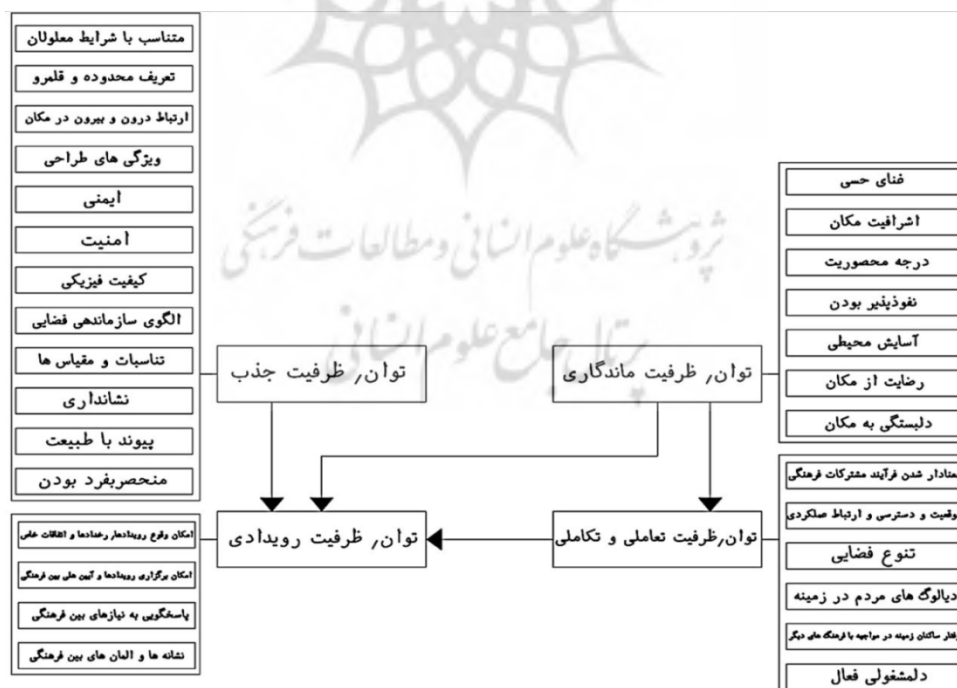 متناسب با شرایط معلولان
تعریف محدوده و قلمرو
ارتباط درون و بیرون در مکان
ویژگی های طراحی
ایمنی
امنیت
کیفیت فیزیکی
الگوی سازماندهی فضایی
تناسبات و مقیاس ها
نشانداری
پیوند با طبیعت
منحصربفرد بودن
امکان وقوع رویدادها, رخدادها و اتفاقات خاص
امکان برگزاری رویدادها و آیین های بین فرهنگی
پاسخگویی به نیازهای بین فرهنگی
نشانه ها و المان های بین فرهنگی
پژوهشگاه علوم انسانی و مطالعات فرهنگی
پرتال جامع علوم انسانی
توان, ظرفیت جذب
توان, ظرفیت ماندگاری
توان, ظرفیت رویدادی
توان,ظرفیت تعاملی و تکاملی
غنای حسی
اشرافیت مکان
درجه محصوریت
نفوذپذیر بودن
آسایش محیطی
رضایت از مکان
دلبستگی به مکان
معنادار شدن فرآیند مشترکات فرهنگی
موقعیت و دسترسی و ارتباط عملکردی
تنوع فضایی
دیالوگ های مردم در زمینه
رفتار ساکنان زمینه در مواجهه با فرهنگ های دیگر
دلمشغولی فعال